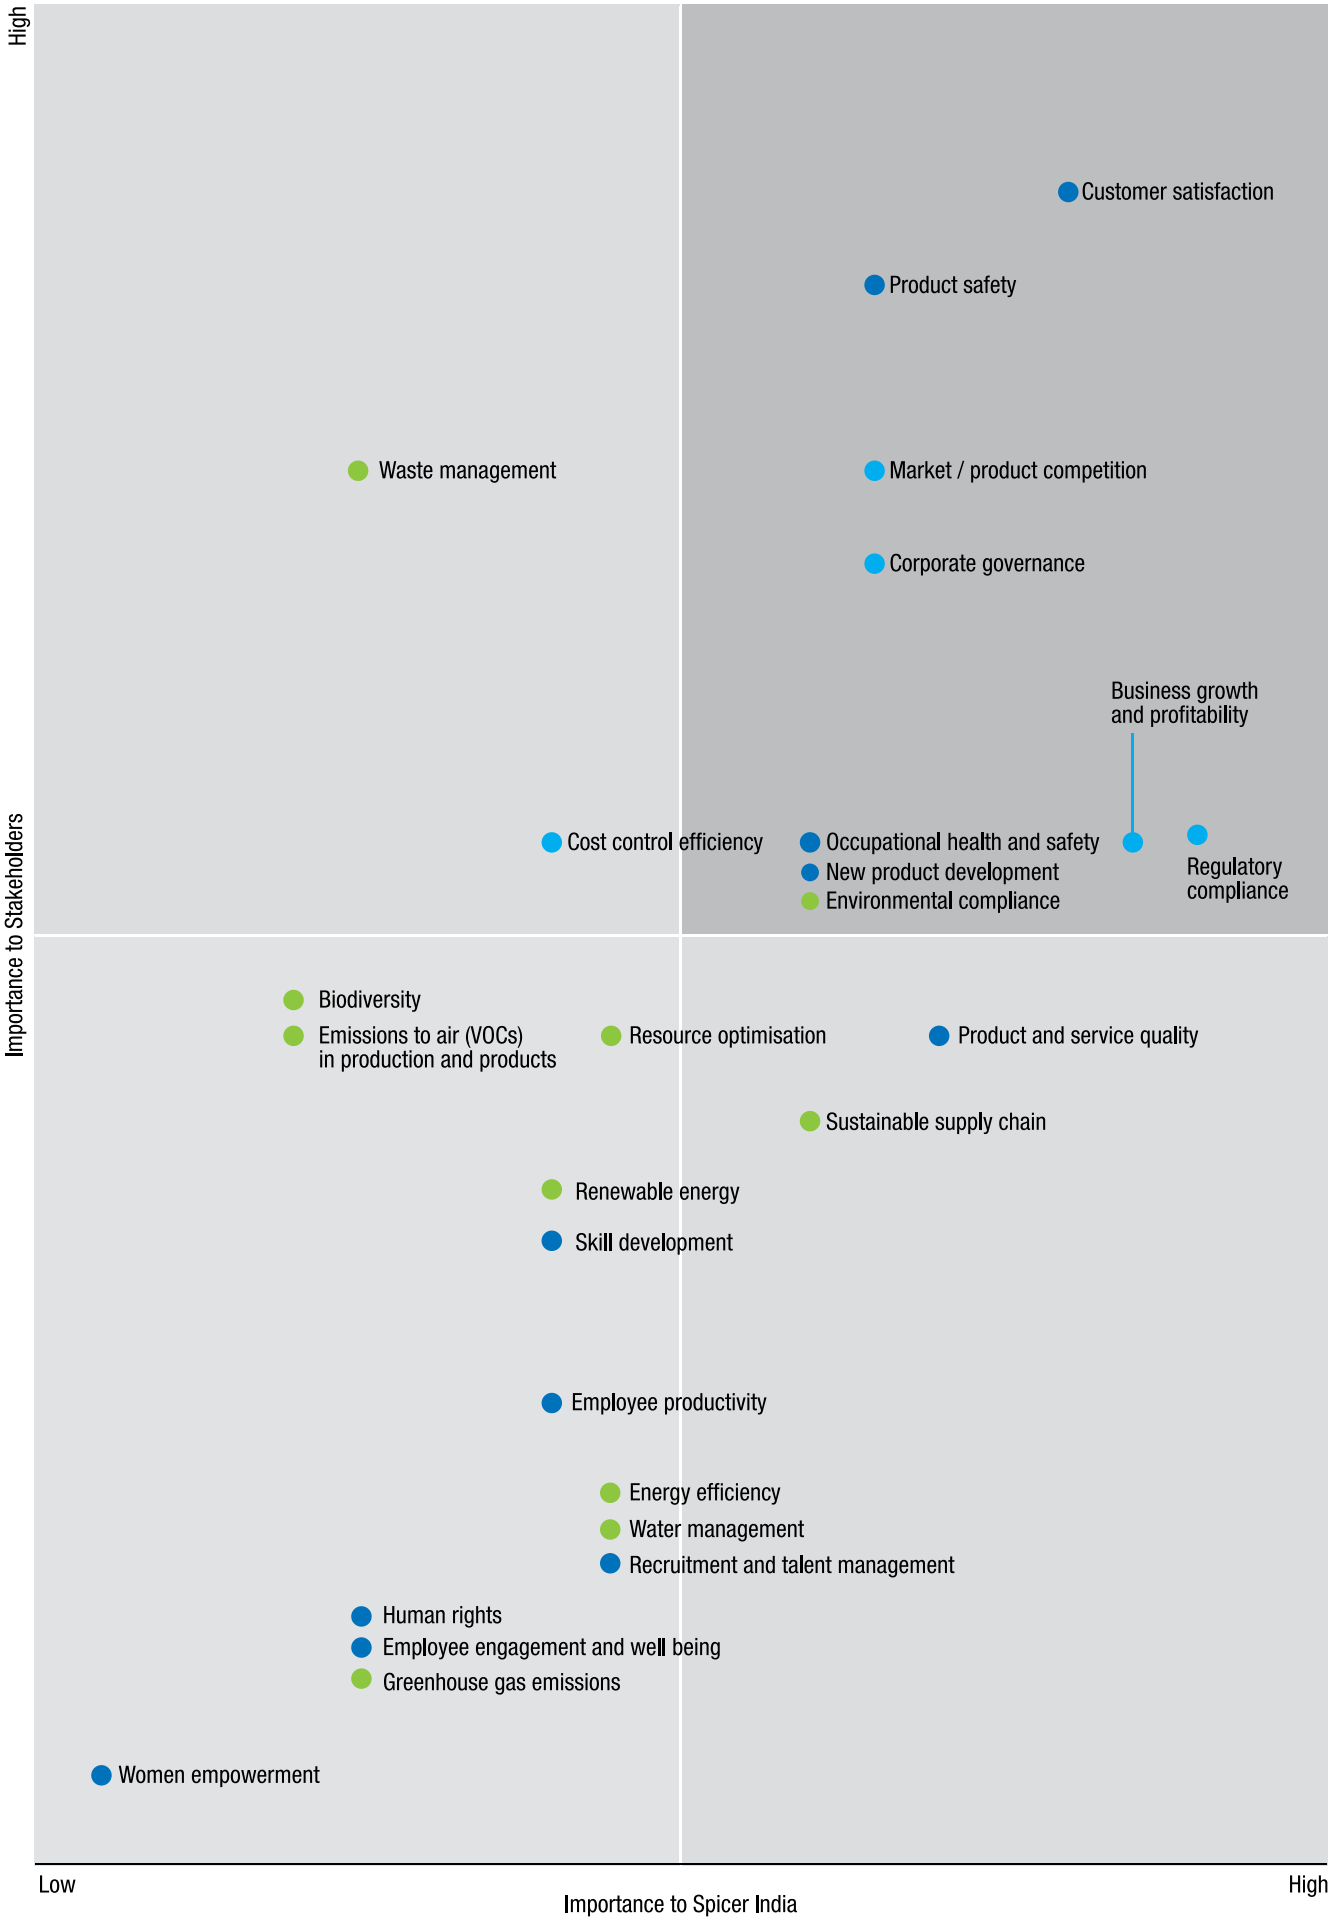 High
Customer satisfaction
Product safety
Waste management
Market / product competition
Corporate governance
Business growth
and profitability
Cost control efficiency
Occupational health and safety
New product development
Environmental compliance
Regulatory
compliance
Importance to Stakeholders
Biodiversity
Emissions to air (VOCs)
in production and products
Resource optimisation
Product and service quality
Sustainable supply chain
Renewable energy
Skill development
Employee productivity
Energy efficiency
Water management
Recruitment and talent management
Human rights
Employee engagement and well being
Greenhouse gas emissions
Women empowerment
Low
High
Importance to Spicer India